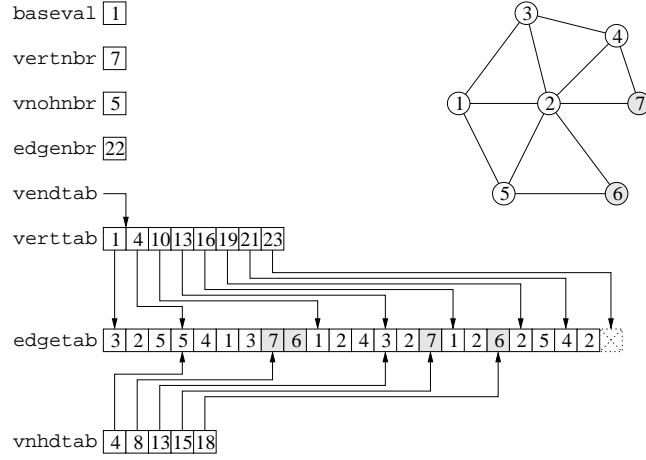 baseval 1
vertnbr 7
vnohnbr 5
edgenbr 22
vendtab
verttab 1 4 10 13 16 19 21 23
edgetab 3 2 5 5 4 1 3 7 6 1 2 4 3 2 7 1 2 6 2 5 4 2
vnhdtab 4 8 13 15 18
3
4
1 2 7
5 6